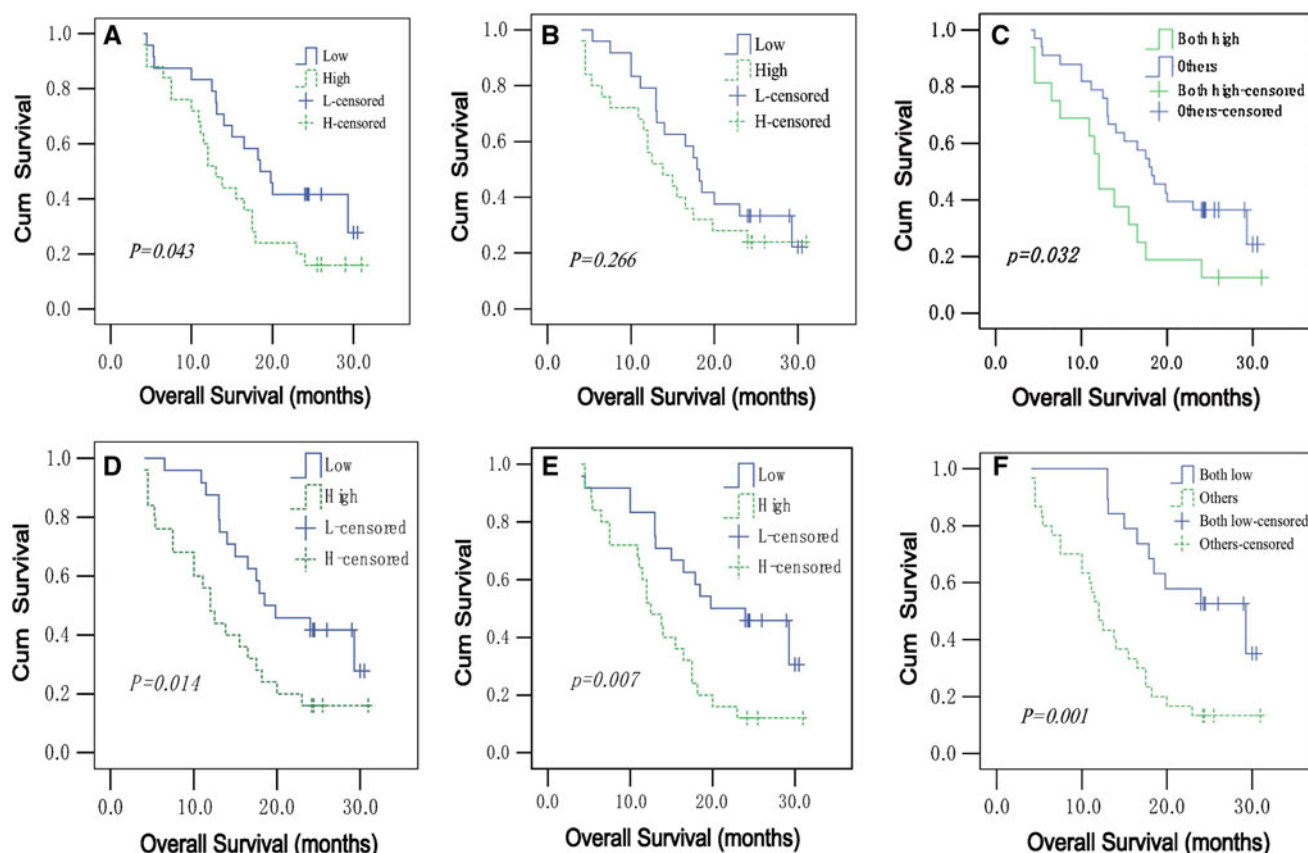 A
Low
High
L-censored
H-censored
1.0
0.8
0.6
0.4
0.2
0.0
Cum Survival
P=0.043
0.0 10.0 20.0 30.0
Overall Survival (months)
B
Low
High
L-censored
H-censored
1.0
0.8
0.6
0.4
0.2
0.0
Cum Survival
P=0.266
0.0 10.0 20.0 30.0
Overall Survival (months)
C
Both high
Others
Both high-censored
Others-censored
1.0
0.8
0.6
0.4
0.2
0.0
Cum Survival
p=0.032
0.0 10.0 20.0 30.0
Overall Survival (months)
D
Low
High
L-censored
H-censored
1.0
0.8
0.6
0.4
0.2
0.0
Cum Survival
P=0.014
0.0 10.0 20.0 30.0
Overall Survival (months)
E
Low
High
L-censored
H-censored
1.0
0.8
0.6
0.4
0.2
0.0
Cum Survival
p=0.007
0.0 10.0 20.0 30.0
Overall Survival (months)
F
Both low
Others
Both low-censored
Others-censored
1.0
0.8
0.6
0.4
0.2
0.0
Cum Survival
P=0.001
0.0 10.0 20.0 30.0
Overall Survival (months)